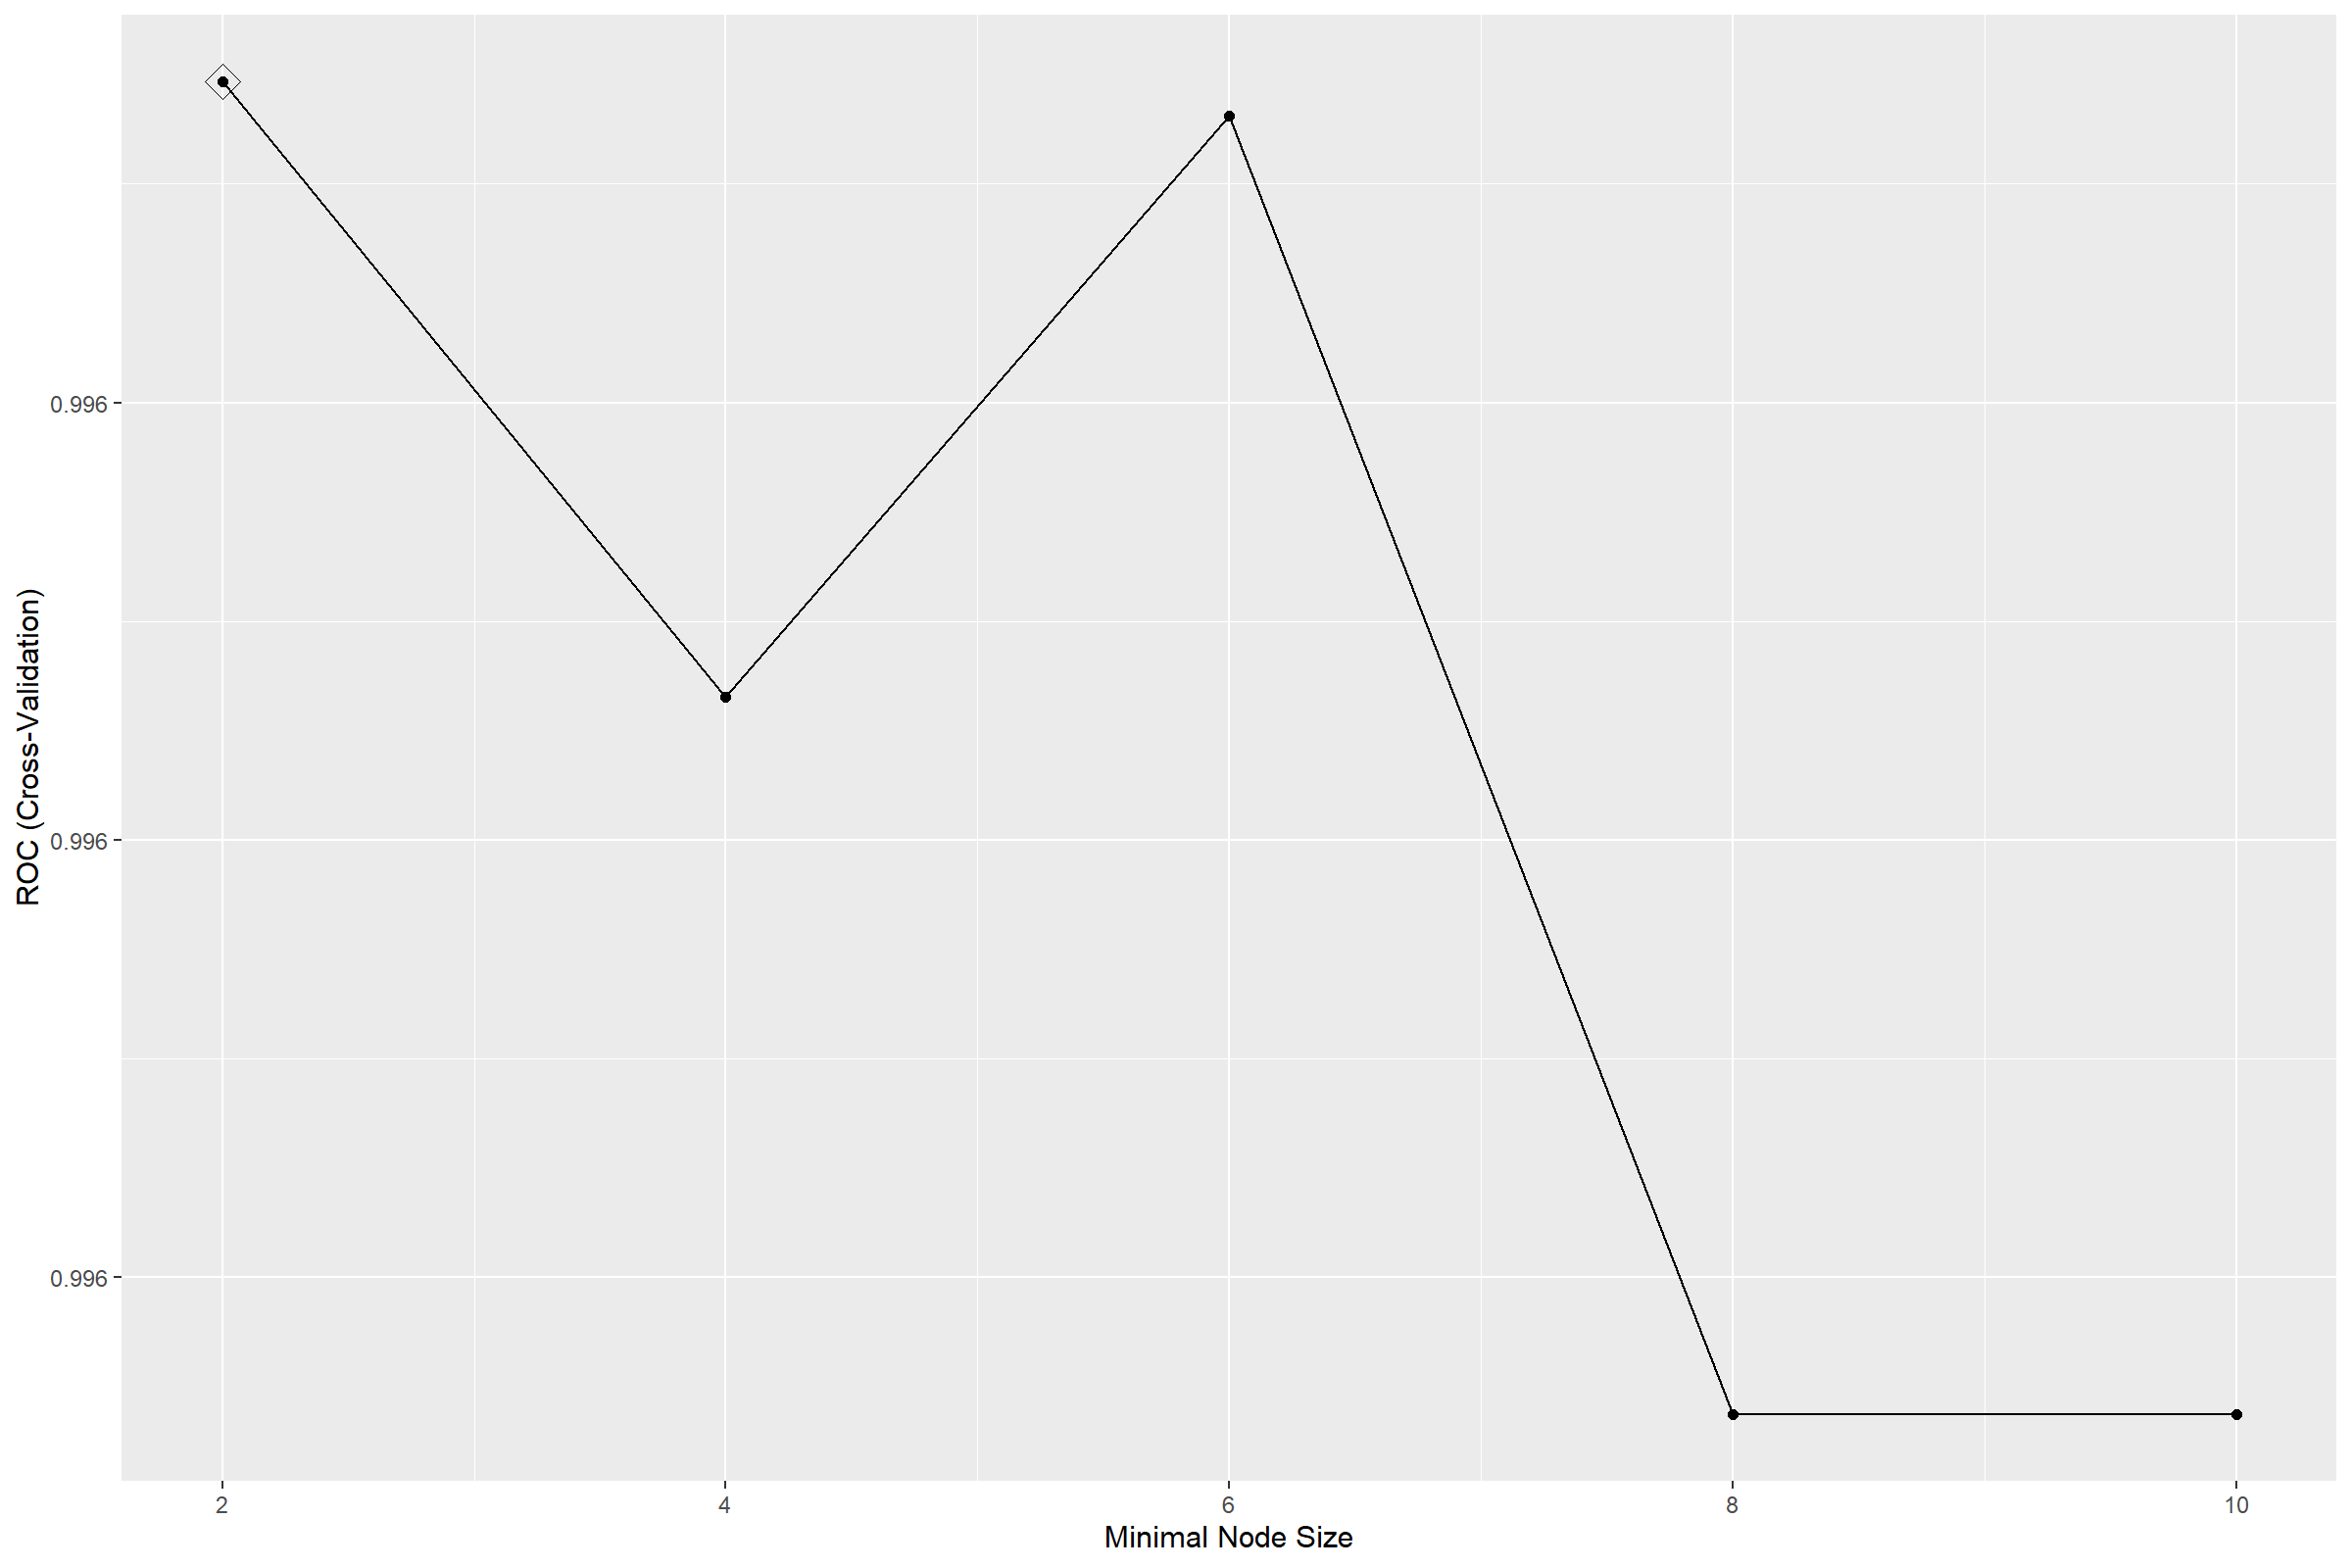 ROC (Cross-Validation)
0.996
0.996
0.996
2 4 6 8 10
Minimal Node Size